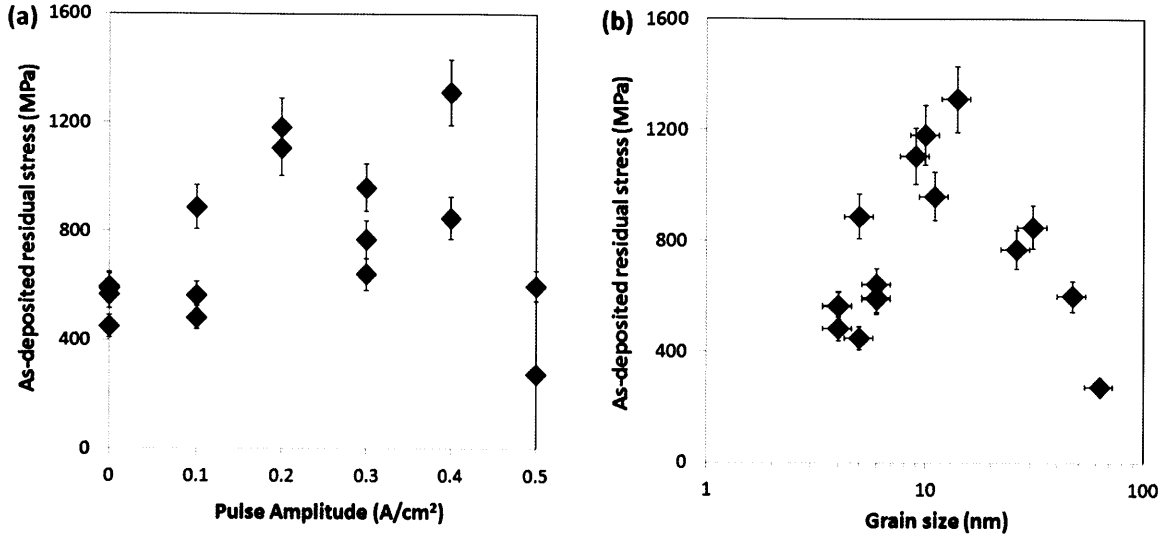 (a)
1600
1200
800
400
0
As-deposited residual stress (MPa)
0 0.1 0.2 0.3 0.4 0.5
Pulse Amplitude (A/cm²)
(b)
1600
1200
800
400
0
As-deposited residual stress (MPa)
1 10 100
Grain size (nm)